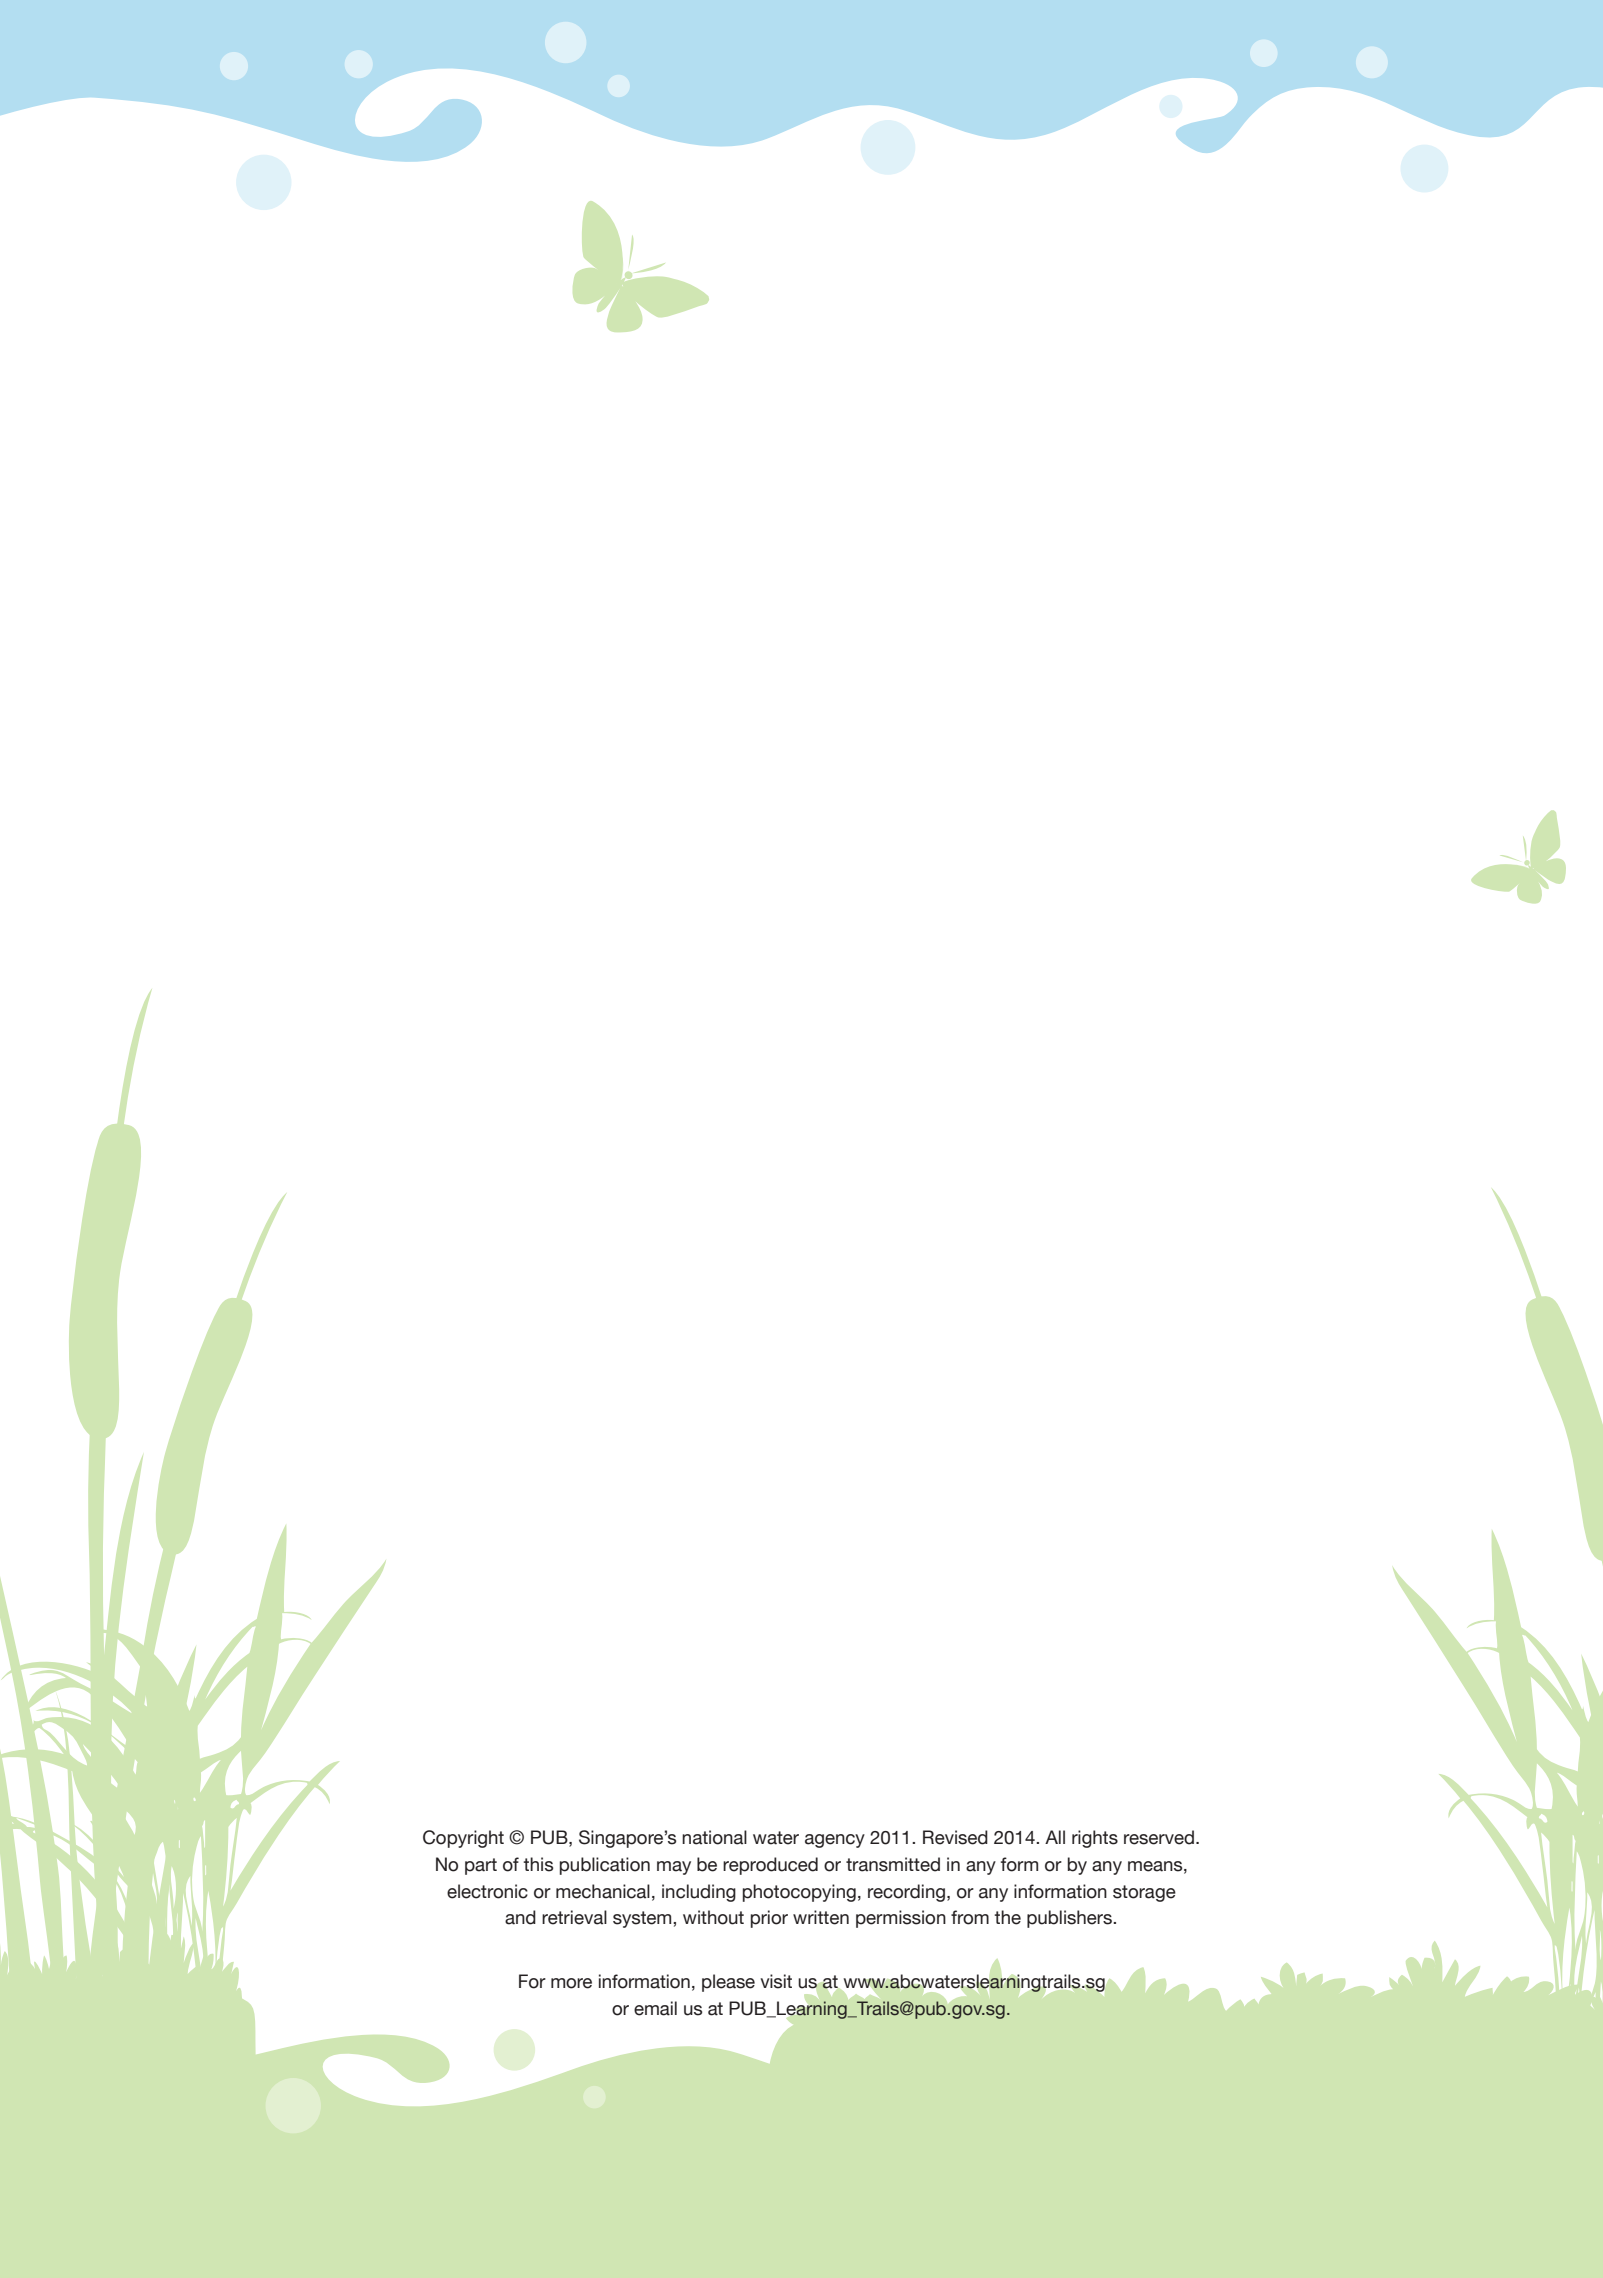 Copyright © PUB, Singapore’s national water agency 2011. Revised 2014. All rights reserved.
No part of this publication may be reproduced or transmitted in any form or by any means,
electronic or mechanical, including photocopying, recording, or any information storage
and retrieval system, without prior written permission from the publishers.
For more information, please visit us at www.abcwaterslearningtrails.sg
or email us at PUB_Learning_Trails@pub.gov.sg.